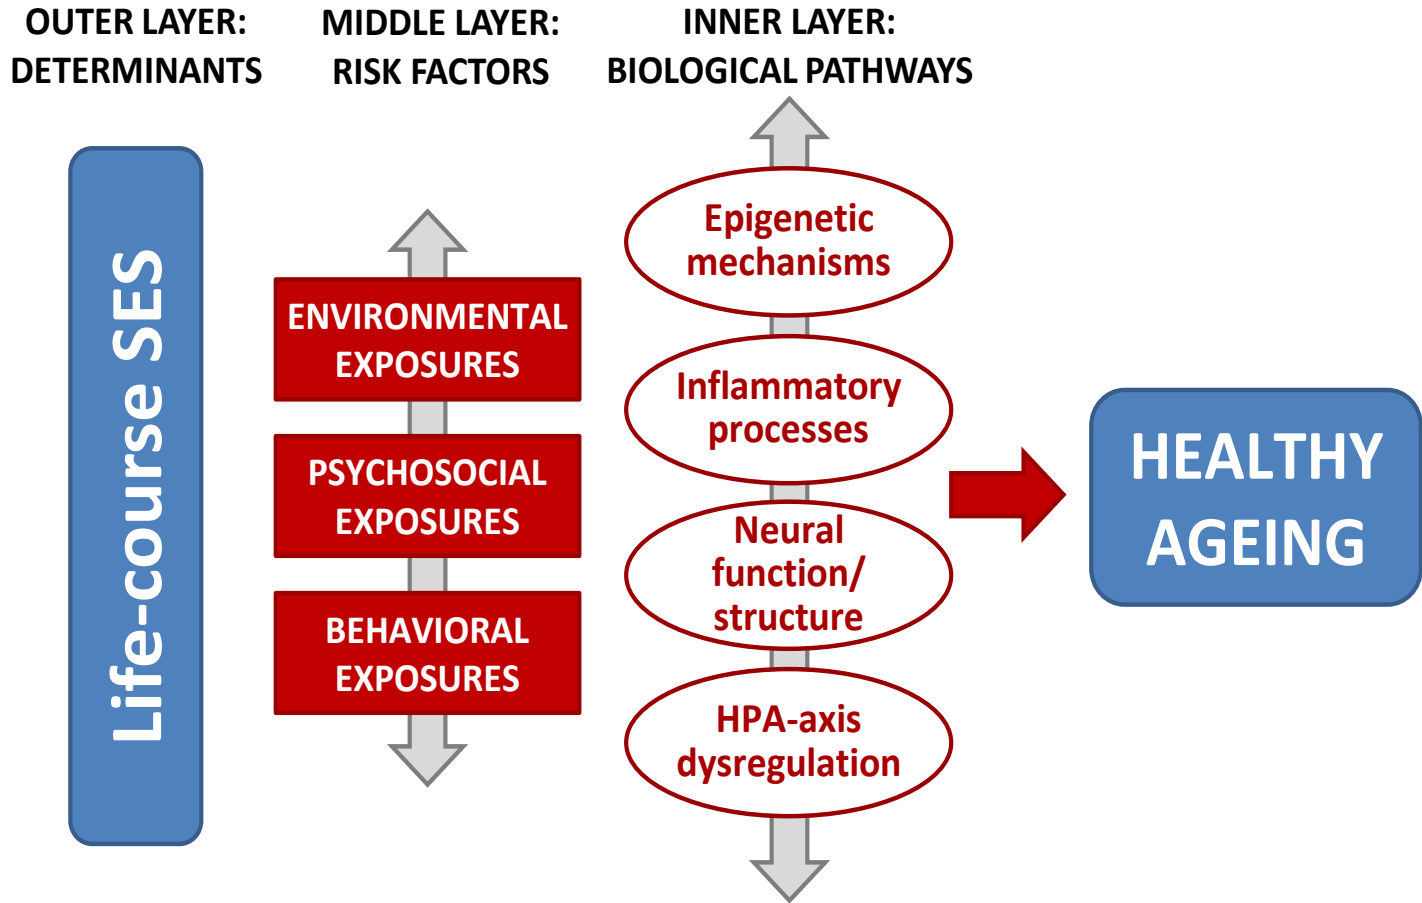 OUTER LAYER:
DETERMINANTS
MIDDLE LAYER:
RISK FACTORS
INNER LAYER:
BIOLOGICAL PATHWAYS
Life-course SES
ENVIRONMENTAL
EXPOSURES
PSYCHOSOCIAL
EXPOSURES
BEHAVIORAL
EXPOSURES
Epigenetic
mechanisms
Inflammatory
processes
Neural
function/
structure
HPA-axis
dysregulation
HEALTHY
AGEING